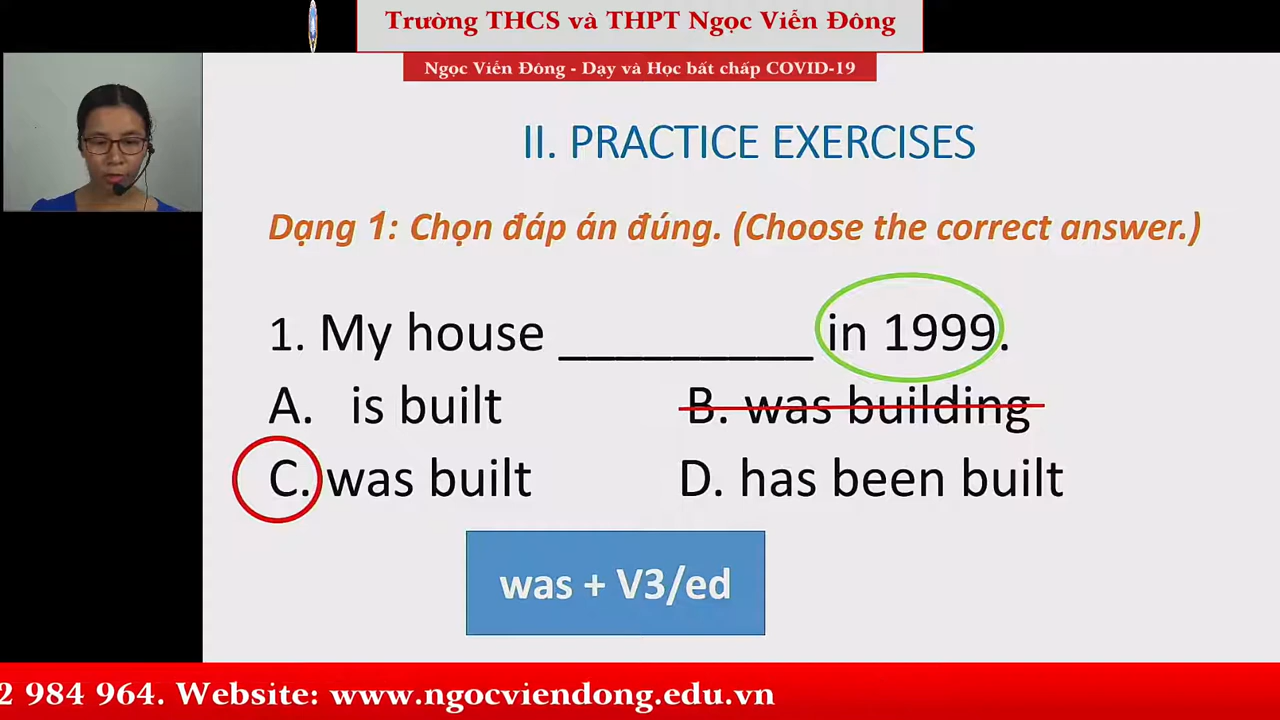 Trường THCS và THPT Ngọc Viễn Đông
Ngọc Viễn Đông - Dạy và Học bất chấp COVID-19
II. PRACTICE EXERCISES
Dạng 1: Chọn đáp án đúng. (Choose the correct answer.)
1. My house _________ in 1999.
A. is built B. was building
C. was built D. has been built
was + V3/ed
2 984 964. Website: www.ngocviendong.edu.vn